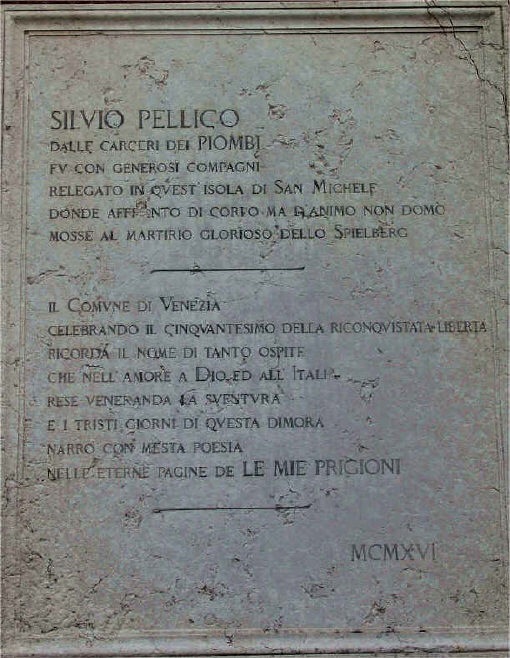 SILVIO PELLICO
DALLE CARCERI DEI PIOMBI
FV CON GENEROSI COMPAGNI
RELEGATO IN QVEST'ISOLA DI SAN MICHELE
DONDE AFFRANTO DI CORPO MA D'ANIMO NON DOMO
MOSSE AL MARTIRIO GLORIOSO DELLO SPIELBERG
IL COMVNE DI VENEZIA
CELEBRANDO IL CINQVANTESIMO DELLA RICONQVISTATA LIBERTA
RICORDA IL NOME DI TANTO OSPITE
CHE NELL'AMORE A DIO ED ALL'ITALIA
RESE VENERANDA LA SVENTVRA
E I TRISTI GIORNI DI QVESTA DIMORA
NARRO CON MESTA POESIA
NELLE ETERNE PAGINE DE LE MIE PRIGIONI
MCMXVI